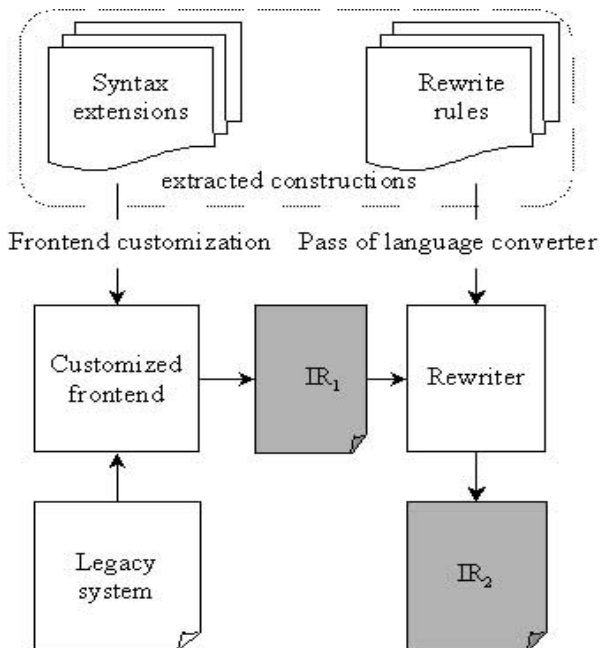 Syntax
extensions
Rewrite
rules
extracted constructions
Frontend customization
Pass of language converter
Customized
frontend
IR₁
Rewriter
Legacy
system
IR₂